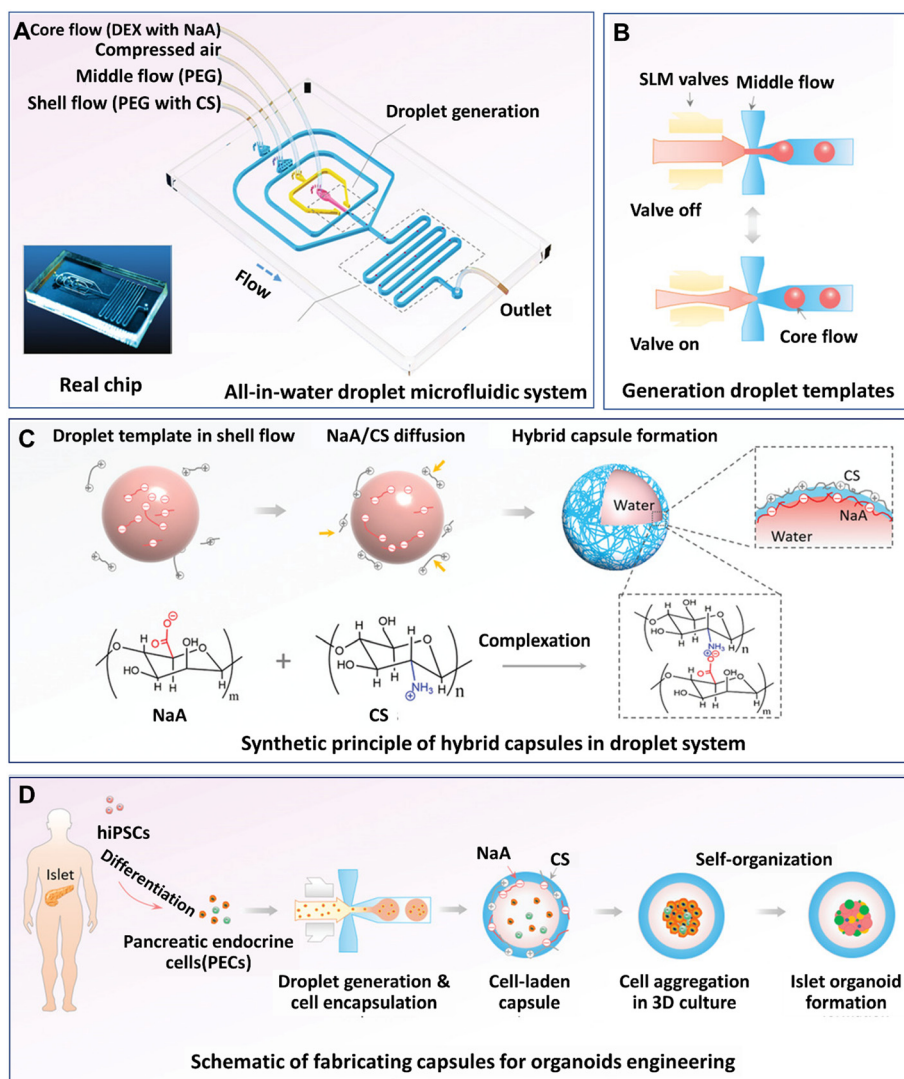 A
Core flow (DEX with NaA)
Compressed air
Middle flow (PEG)
Shell flow (PEG with CS)
Droplet generation
Flow
Outlet
Real chip
All-in-water droplet microfluidic system
B
SLM valves
Middle flow
Valve off
Valve on
Core flow
Generation droplet templates
C
Droplet template in shell flow
NaA/CS diffusion
Hybrid capsule formation
Water
CS
NaA
Water
NaA
+
CS
Complexation
Synthetic principle of hybrid capsules in droplet system
D
hiPSCs
Islet
Differentiation
Pancreatic endocrine
cells(PECs)
Droplet generation &
cell encapsulation
NaA
CS
Cell-laden
capsule
Self-organization
Cell aggregation
in 3D culture
Islet organoid
formation
Schematic of fabricating capsules for organoids engineering